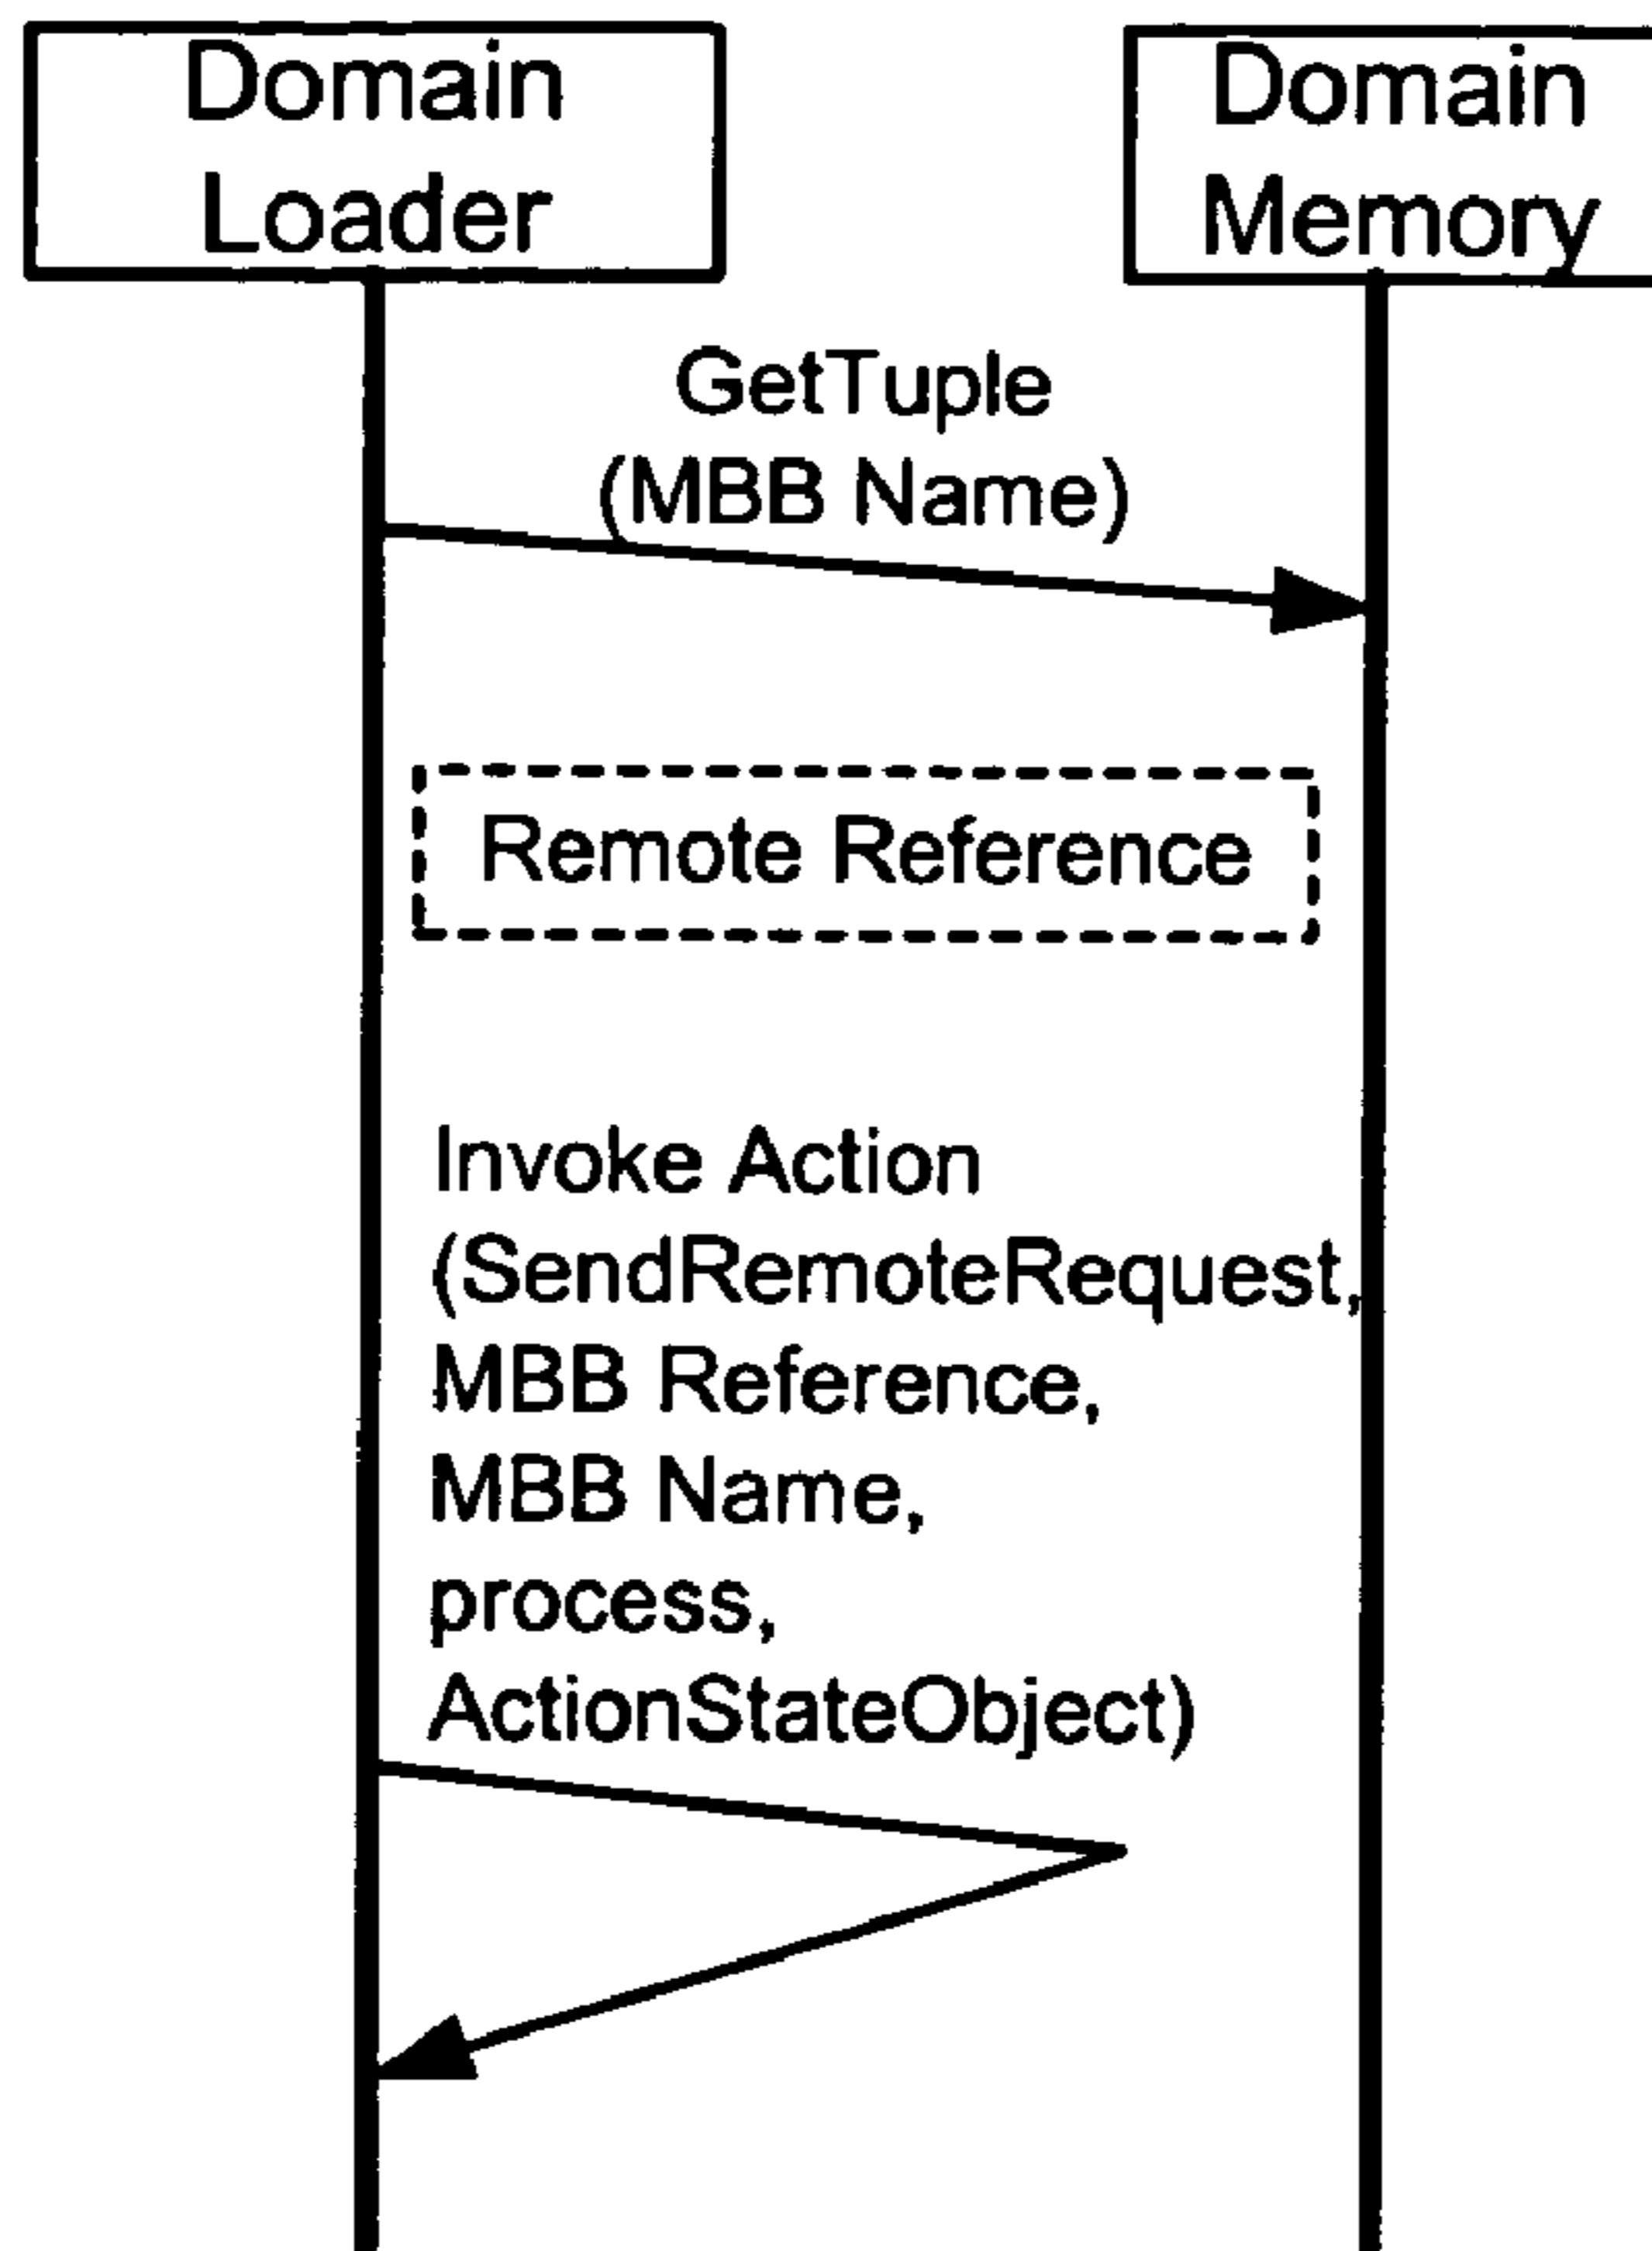 Domain
Loader
Domain
Memory
GetTuple
(MBB Name)
Remote Reference
Invoke Action
(SendRemoteRequest,
MBB Reference,
MBB Name,
process,
ActionStateObject)